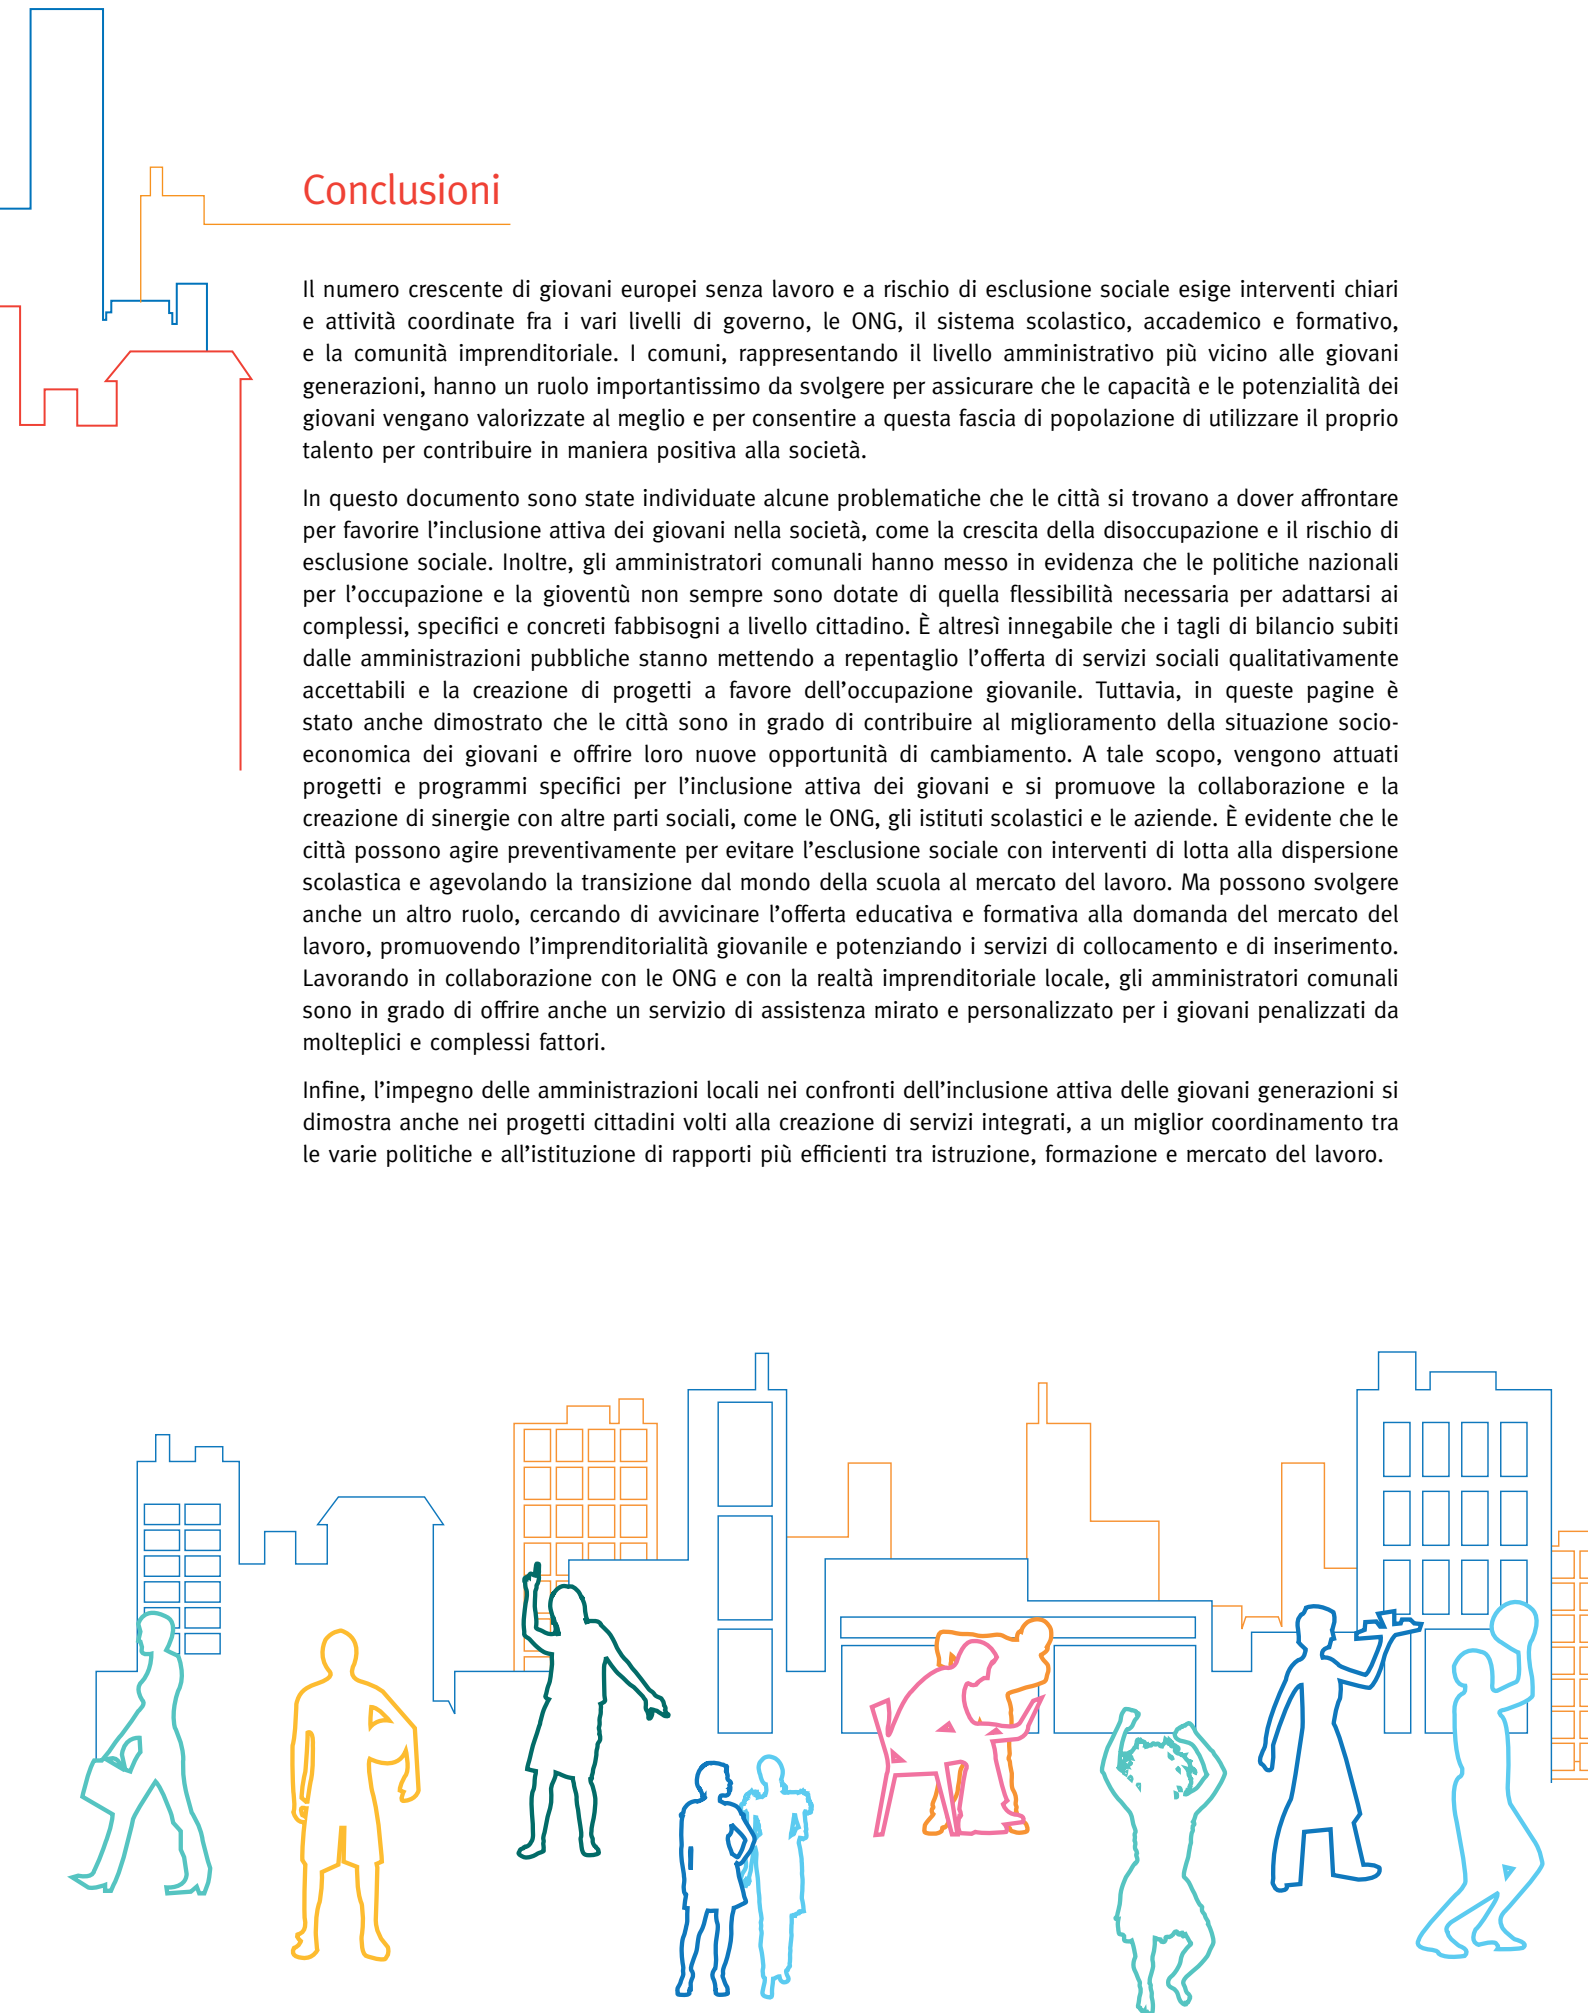 Conclusioni
Il numero crescente di giovani europei senza lavoro e a rischio di esclusione sociale esige interventi chiari
e attività coordinate fra i vari livelli di governo, le ONG, il sistema scolastico, accademico e formativo,
e la comunità imprenditoriale. I comuni, rappresentando il livello amministrativo più vicino alle giovani
generazioni, hanno un ruolo importantissimo da svolgere per assicurare che le capacità e le potenzialità dei
giovani vengano valorizzate al meglio e per consentire a questa fascia di popolazione di utilizzare il proprio
talento per contribuire in maniera positiva alla società.
In questo documento sono state individuate alcune problematiche che le città si trovano a dover affrontare
per favorire l’inclusione attiva dei giovani nella società, come la crescita della disoccupazione e il rischio di
esclusione sociale. Inoltre, gli amministratori comunali hanno messo in evidenza che le politiche nazionali
per l’occupazione e la gioventù non sempre sono dotate di quella flessibilità necessaria per adattarsi ai
complessi, specifici e concreti fabbisogni a livello cittadino. È altresì innegabile che i tagli di bilancio subiti
dalle amministrazioni pubbliche stanno mettendo a repentaglio l’offerta di servizi sociali qualitativamente
accettabili e la creazione di progetti a favore dell’occupazione giovanile. Tuttavia, in queste pagine è
stato anche dimostrato che le città sono in grado di contribuire al miglioramento della situazione socio-
economica dei giovani e offrire loro nuove opportunità di cambiamento. A tale scopo, vengono attuati
progetti e programmi specifici per l’inclusione attiva dei giovani e si promuove la collaborazione e la
creazione di sinergie con altre parti sociali, come le ONG, gli istituti scolastici e le aziende. È evidente che le
città possono agire preventivamente per evitare l’esclusione sociale con interventi di lotta alla dispersione
scolastica e agevolando la transizione dal mondo della scuola al mercato del lavoro. Ma possono svolgere
anche un altro ruolo, cercando di avvicinare l’offerta educativa e formativa alla domanda del mercato del
lavoro, promuovendo l’imprenditorialità giovanile e potenziando i servizi di collocamento e di inserimento.
Lavorando in collaborazione con le ONG e con la realtà imprenditoriale locale, gli amministratori comunali
sono in grado di offrire anche un servizio di assistenza mirato e personalizzato per i giovani penalizzati da
molteplici e complessi fattori.
Infine, l’impegno delle amministrazioni locali nei confronti dell’inclusione attiva delle giovani generazioni si
dimostra anche nei progetti cittadini volti alla creazione di servizi integrati, a un miglior coordinamento tra
le varie politiche e all’istituzione di rapporti più efficienti tra istruzione, formazione e mercato del lavoro.